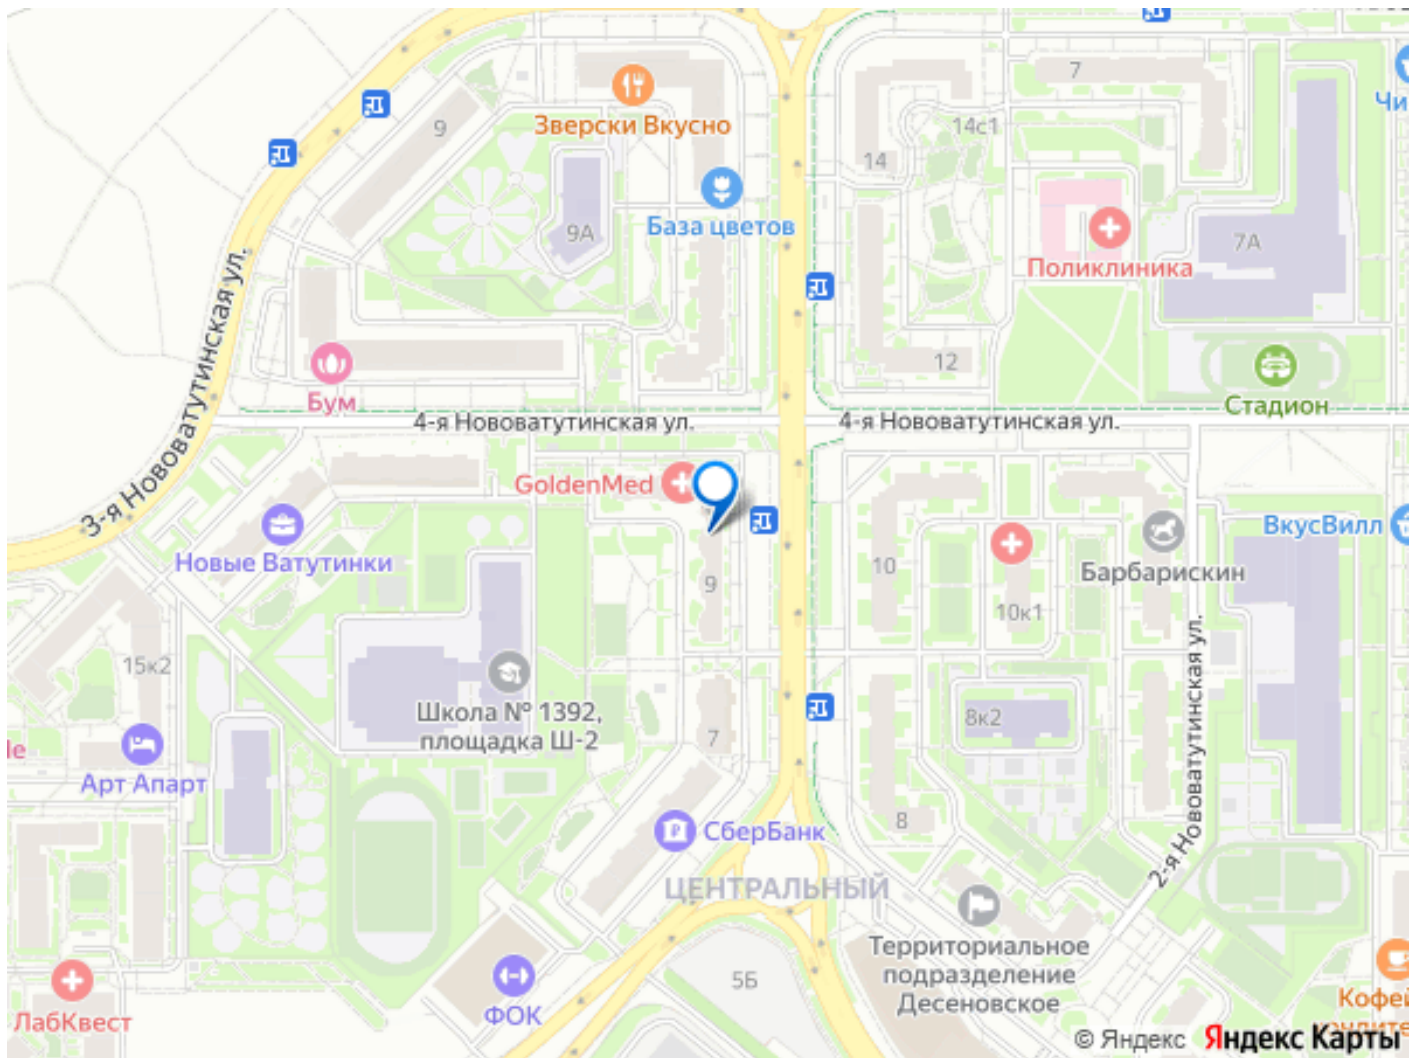 7
Чи
9
Зверски Вкусно
14с1
14
База цветов
9А
7А
Поликлиника
12
Бум
Стадион
3-я Нововатутинская ул.
4-я Нововатутинская ул.
4-я Нововатутинская ул.
GoldenMed
ВкусВилл
Новые Ватутинки
10
Барбарискин
9
10к1
15к2
Школа № 1392,
площадка Ш-2
8к2
7
2-я Нововатутинская ул.
Арт Апарт
8
СберБанк
ЦЕНТРАЛЬНЫЙ
Территориальное
подразделение
Десеновское
5Б
ФОК
ЛабКвест
Кофей
© Яндекс Яндекс Карты